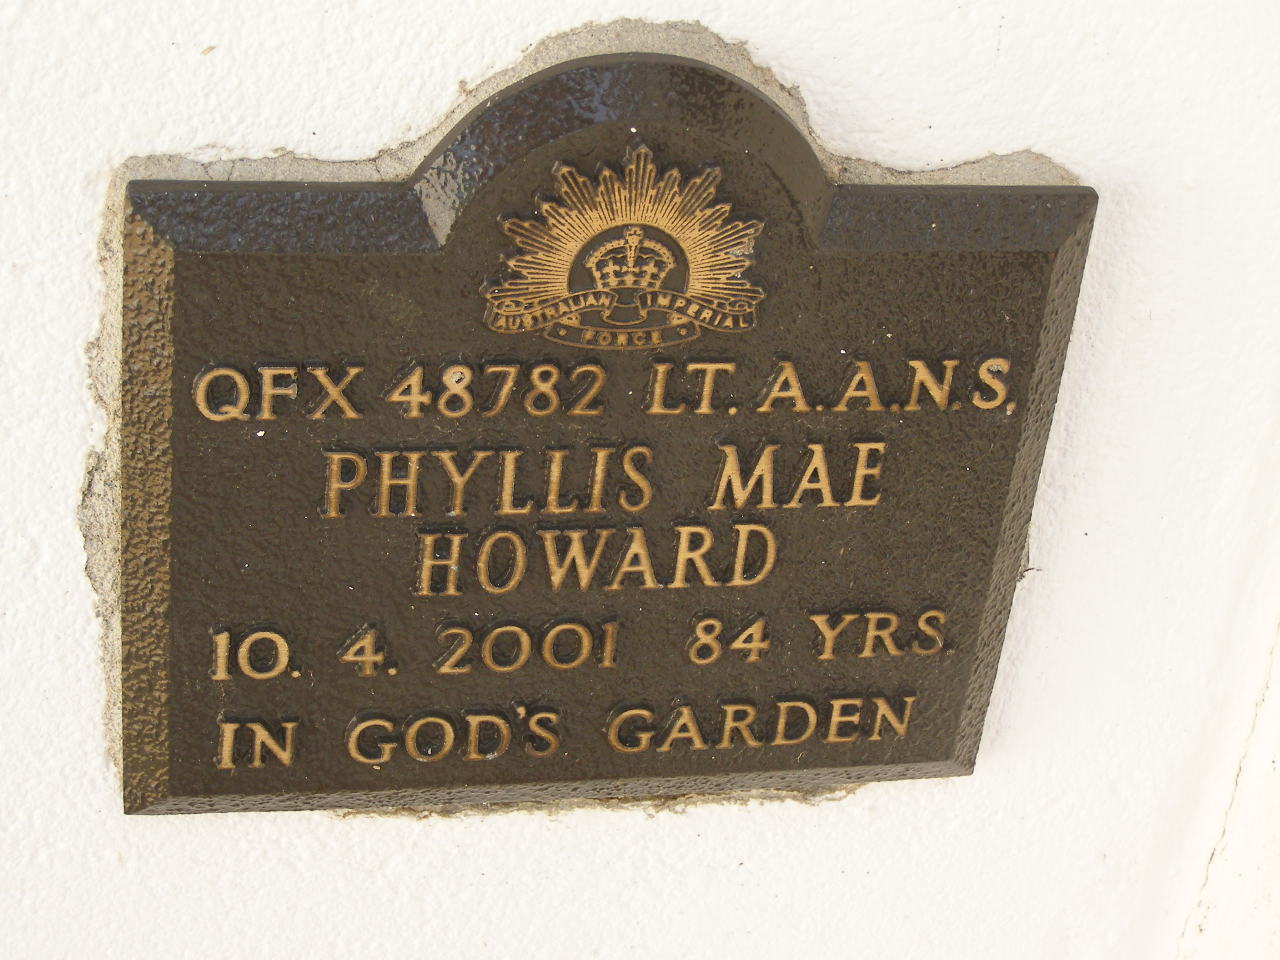 AUSTRALIAN IMPERIAL
FORCE
QFX 48782 LT. A.A.N.S.
PHYLLIS MAE
HOWARD
10. 4. 2001 84 YRS.
IN GOD'S GARDEN